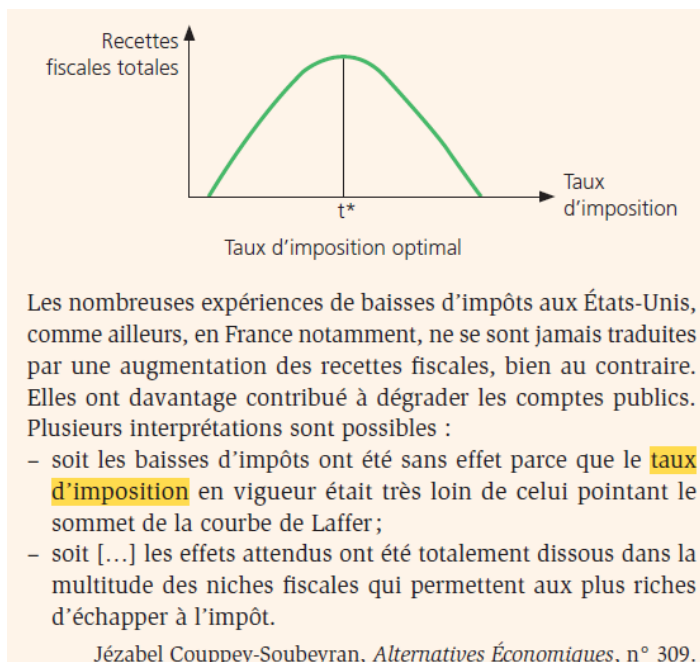 Recettes
fiscales totales
Taux
d'imposition
t*
Taux d'imposition optimal
Les nombreuses expériences de baisses d'impôts aux États-Unis,
comme ailleurs, en France notamment, ne se sont jamais traduites
par une augmentation des recettes fiscales, bien au contraire.
Elles ont davantage contribué à dégrader les comptes publics.
Plusieurs interprétations sont possibles :
– soit les baisses d'impôts ont été sans effet parce que le taux
d'imposition en vigueur était très loin de celui pointant le
sommet de la courbe de Laffer ;
– soit […] les effets attendus ont été totalement dissous dans la
multitude des niches fiscales qui permettent aux plus riches
d'échapper à l'impôt.
Jézabel Couppey-Soubeyran, Alternatives Économiques, n° 309,